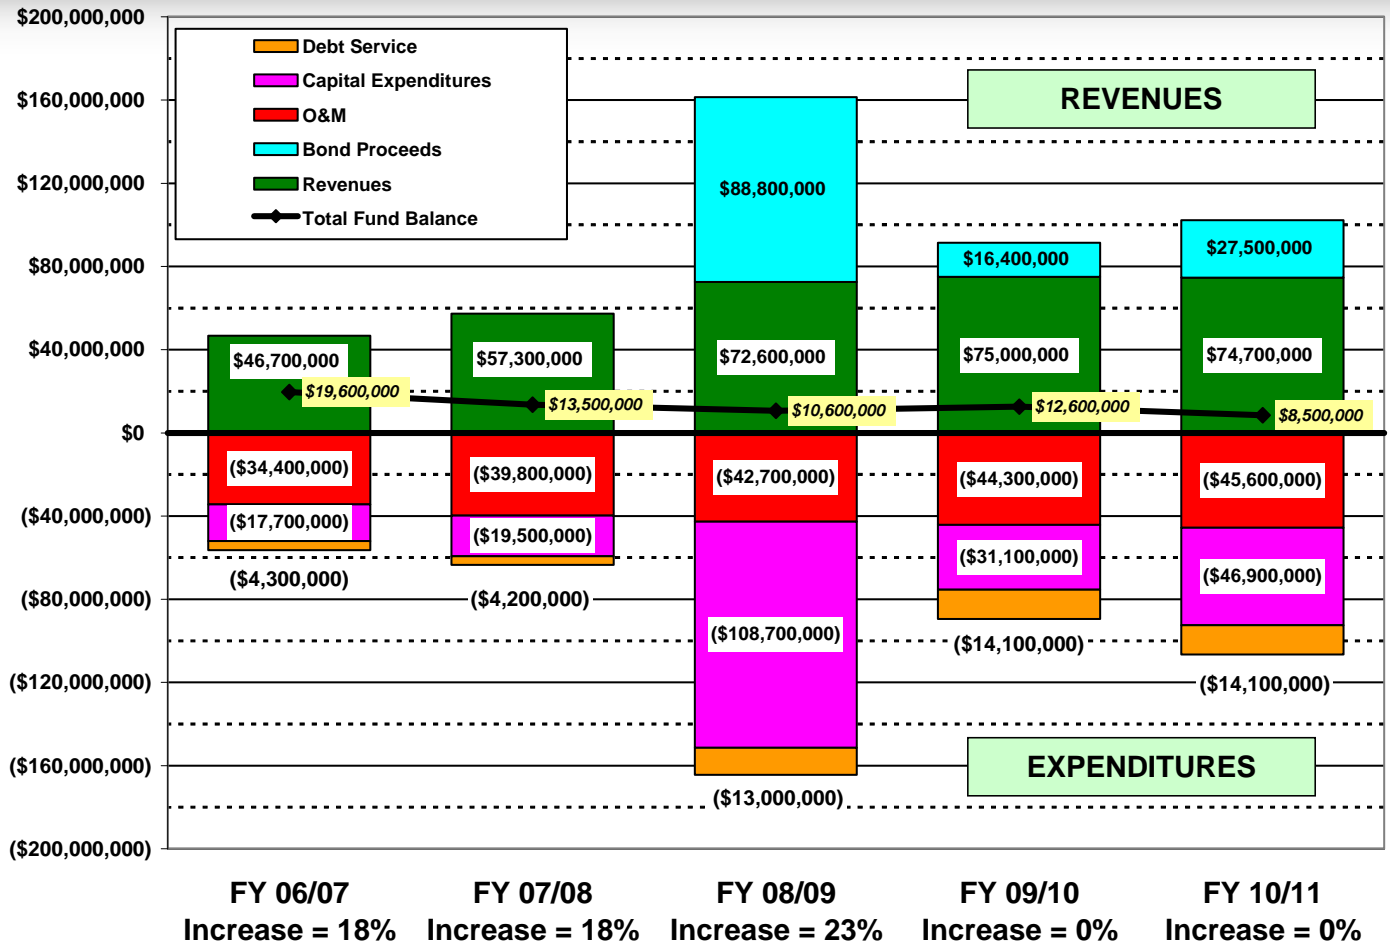 $200,000,000
$160,000,000
$120,000,000
$80,000,000
$40,000,000
$0
($40,000,000)
($80,000,000)
($120,000,000)
($160,000,000)
($200,000,000)
Debt Service
Capital Expenditures
O&M
Bond Proceeds
Revenues
Total Fund Balance
REVENUES
$88,800,000
$16,400,000
$27,500,000
$46,700,000
$57,300,000
$72,600,000
$75,000,000
$74,700,000
$19,600,000
$13,500,000
$10,600,000
$12,600,000
$8,500,000
($34,400,000)
($39,800,000)
($42,700,000)
($44,300,000)
($45,600,000)
($17,700,000)
($19,500,000)
($108,700,000)
($31,100,000)
($46,900,000)
($4,300,000)
($4,200,000)
($13,000,000)
($14,100,000)
($14,100,000)
EXPENDITURES
FY 06/07
Increase = 18%
FY 07/08
Increase = 18%
FY 08/09
Increase = 23%
FY 09/10
Increase = 0%
FY 10/11
Increase = 0%